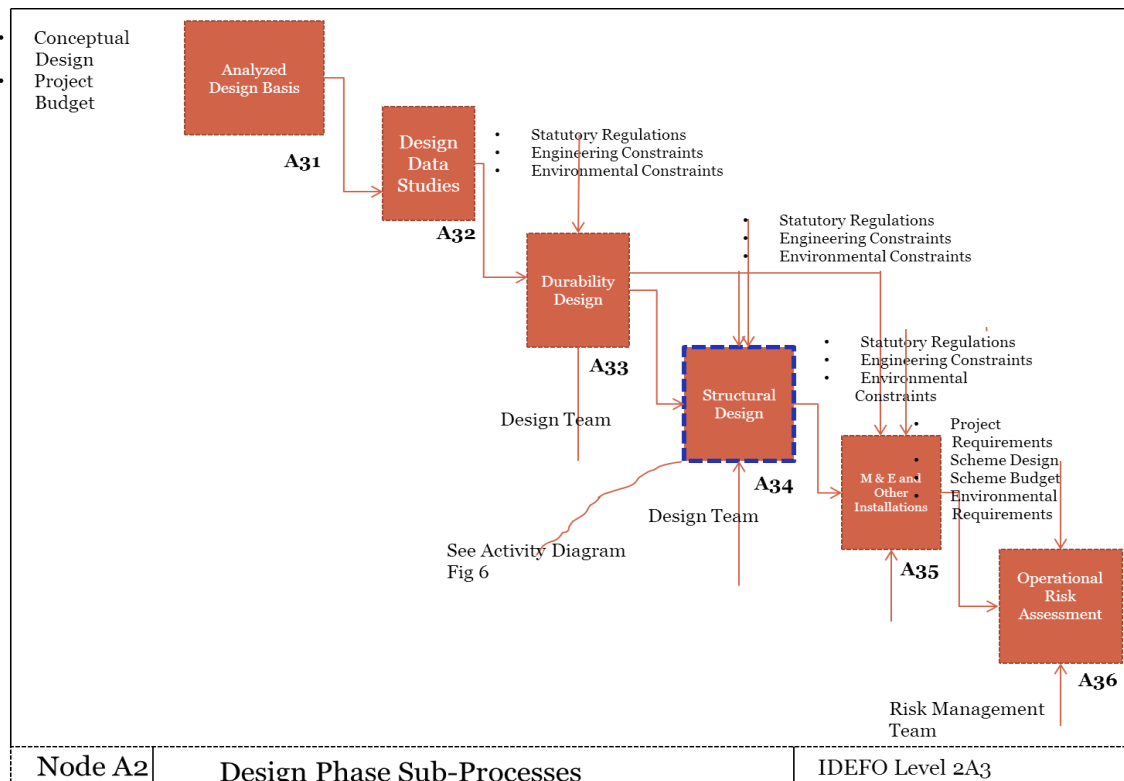 • Conceptual
Design
• Project
Budget
Analyzed
Design Basis
A31
Design
Data
Studies
A32
• Statutory Regulations
• Engineering Constraints
• Environmental Constraints
Durability
Design
A33
Design Team
• Statutory Regulations
• Engineering Constraints
• Environmental Constraints
Structural
Design
A34
Design Team
See Activity Diagram
Fig 6
• Statutory Regulations
• Engineering Constraints
• Environmental
Constraints
M & E and
Other
Installations
A35
• Project
Requirements
• Scheme Design
• Scheme Budget
• Environmental
Requirements
Operational
Risk
Assessment
A36
Risk Management
Team
Node A2
Design Phase Sub-Processes
IDEFO Level 2A3